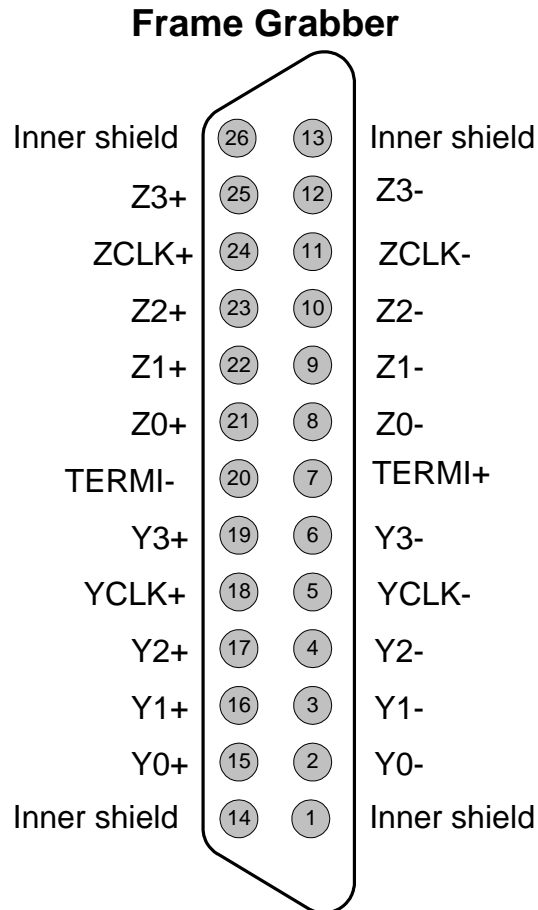 Frame Grabber
Inner shield 26 13 Inner shield
Z3+ 25 12 Z3-
ZCLK+ 24 11 ZCLK-
Z2+ 23 10 Z2-
Z1+ 22 9 Z1-
Z0+ 21 8 Z0-
TERMI- 20 7 TERMI+
Y3+ 19 6 Y3-
YCLK+ 18 5 YCLK-
Y2+ 17 4 Y2-
Y1+ 16 3 Y1-
Y0+ 15 2 Y0-
Inner shield 14 1 Inner shield